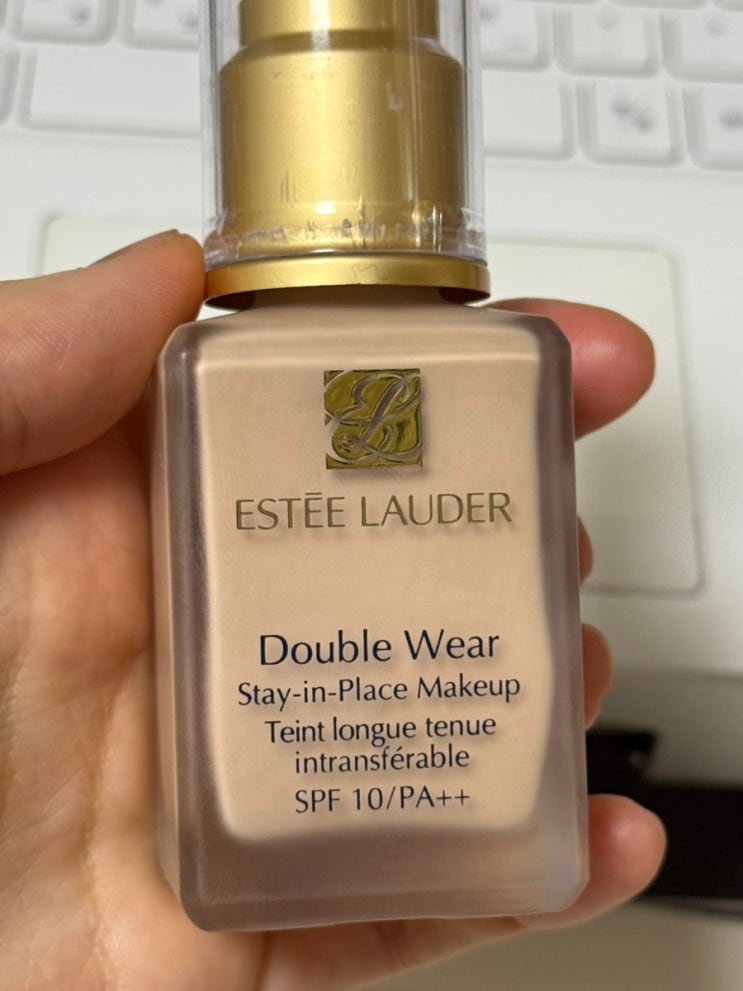 ESTĒE LAUDER
Double Wear
Stay-in-Place Makeup
Teint longue tenue
intransférable
SPF 10/PA++